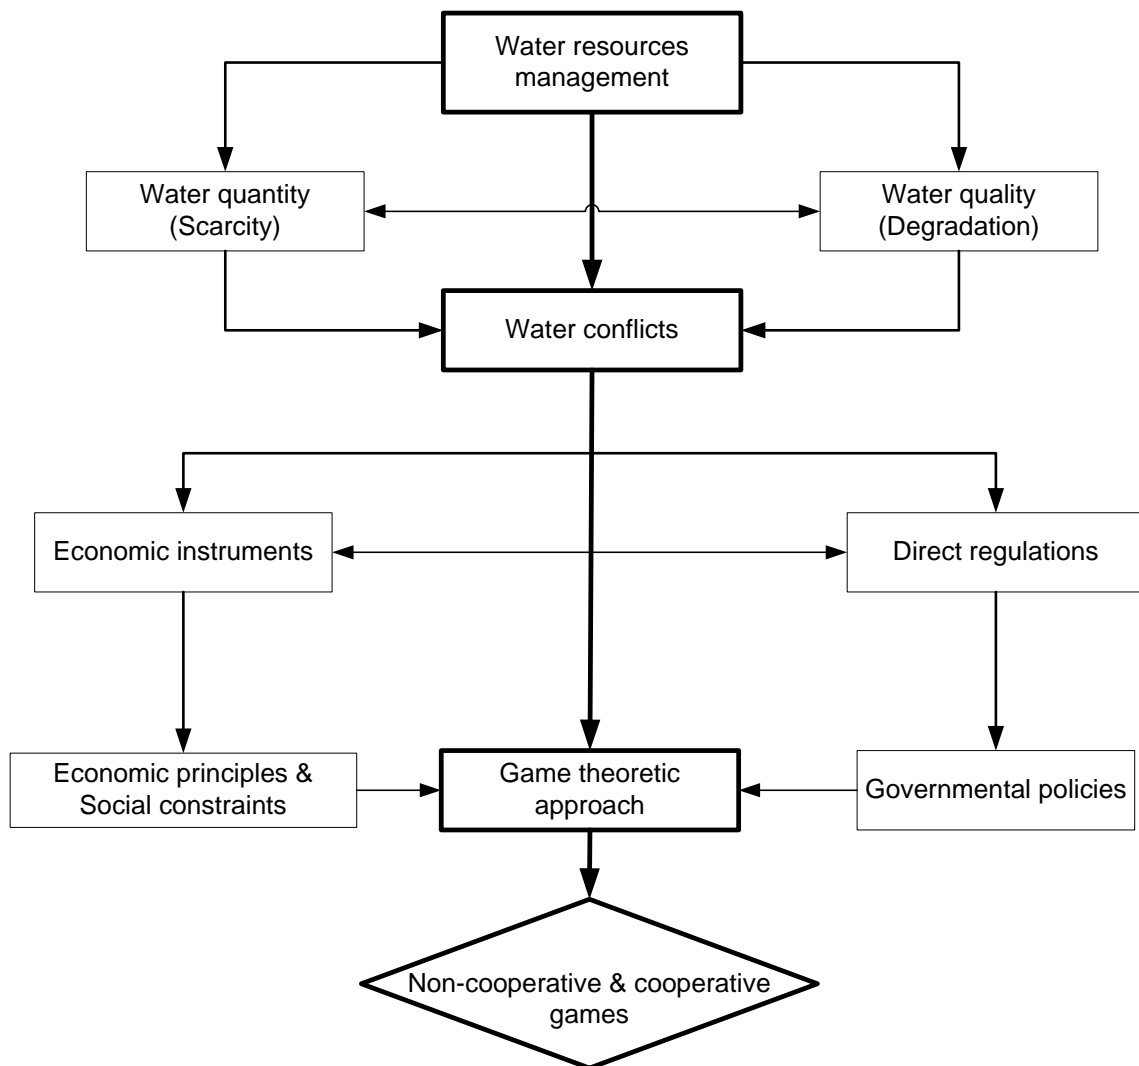 Water resources
management
Water quantity
(Scarcity)
Water quality
(Degradation)
Water conflicts
Economic instruments
Direct regulations
Economic principles &
Social constraints
Game theoretic
approach
Governmental policies
Non-cooperative & cooperative
games